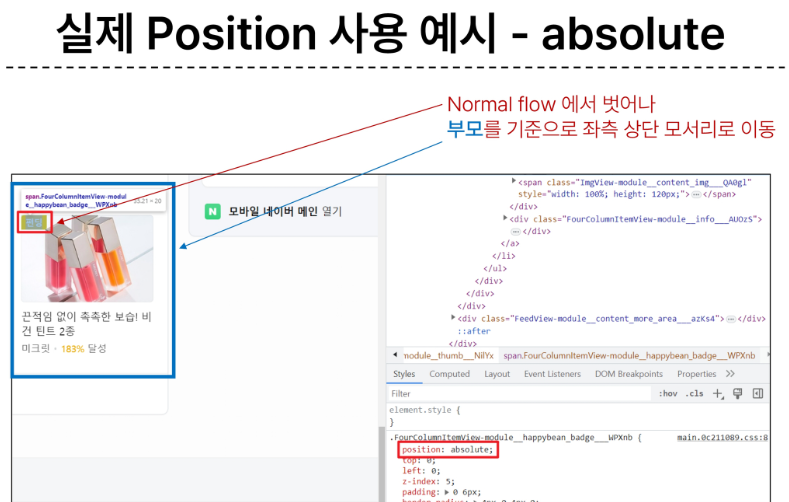 실제 Position 사용 예시 - absolute
Normal flow 에서 벗어나
부모를 기준으로 좌측 상단 모서리로 이동
span.FourColumnItemView-modul
e__happybean_badge___WPXnb
× 20
펀딩
끈적임 없이 촉촉한 보습! 비
건 틴트 2종
미크릿 · 183% 달성
N
모바일 네이버 메인 열기
<span class="ImgView-module__content_img___QA0gl"
style="width: 100%; height: 120px;">⋯</span>
</div>
<div class="FourColumnItemView-module__info___AUOzS">
⋯</div>
</a>
</li>
</ul>
</div>
</div>
</div>
<div class="FeedView-module__content_more_area___azKs4">⋯</div>
::after
</div>
module__thumb___NilYx span.FourColumnItemView-module__happybean_badge___WPXnb
Styles Computed Layout Event Listeners DOM Breakpoints Properties
Filter :hov .cls
element.style {
}
.FourColumnItemView-module__happybean_badge___WPXnb { main.0c211089.css:8
position: absolute;
top: 0;
left: 0;
z-index: 5;
padding: 0 6px;